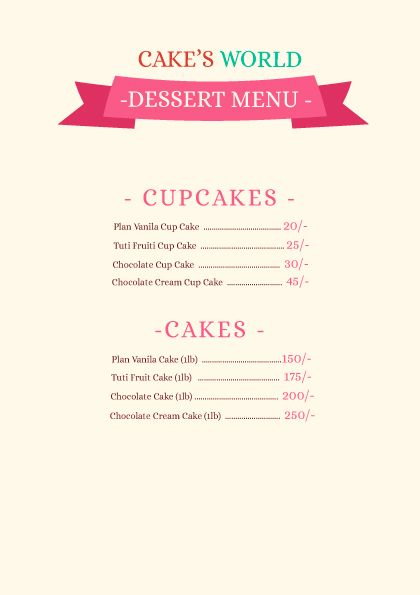 CAKE'S WORLD
-DESSERT MENU -
- CUPCAKES -
Plan Vanila Cup Cake ................................ 20/-
Tuti Fruiti Cup Cake ................................... 25/-
Chocolate Cup Cake .................................. 30/-
Chocolate Cream Cup Cake ....................... 45/-
-CAKES -
Plan Vanila Cake (1lb) .................................150/-
Tuti Fruit Cake (1lb) .................................. 175/-
Chocolate Cake (1lb) ................................... 200/-
Chocolate Cream Cake (1lb) ....................... 250/-